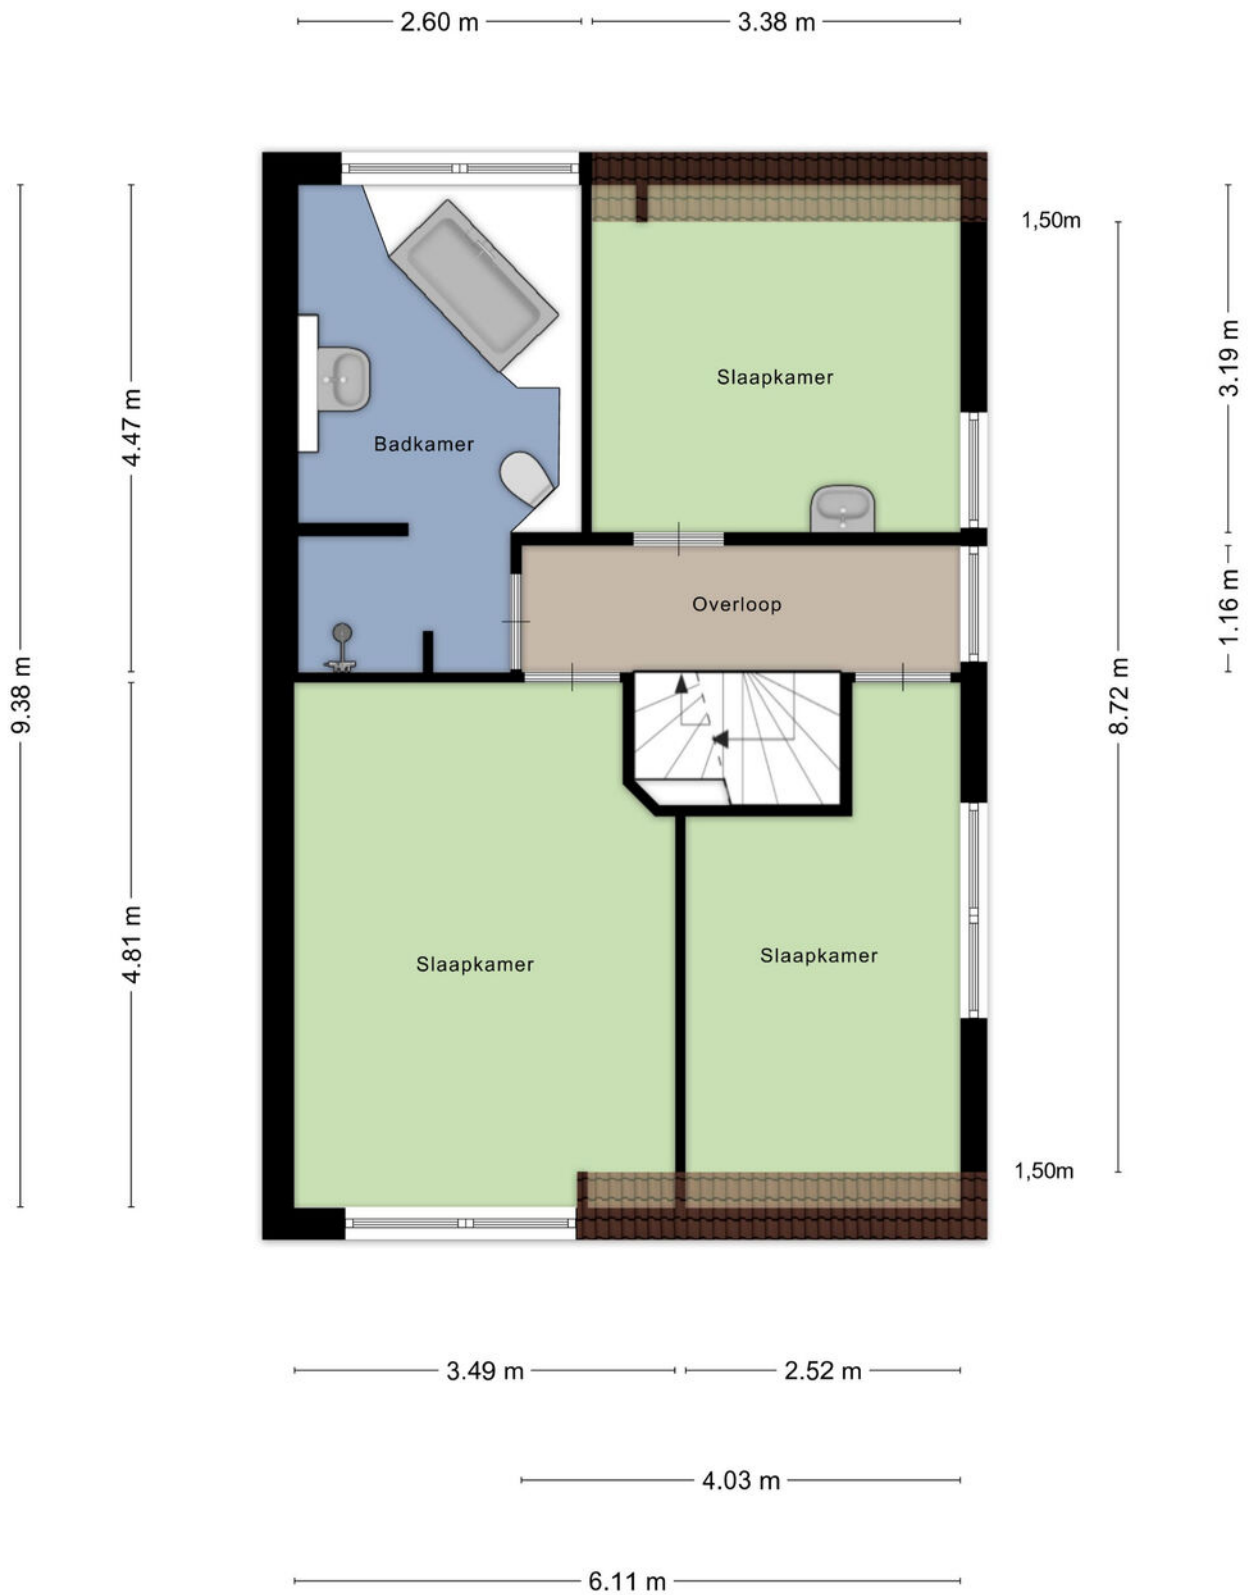 2.60 m
3.38 m
1,50m
3.19 m
Slaapkamer
4.47 m
Badkamer
Overloop
1.16 m
9.38 m
8.72 m
4.81 m
Slaapkamer
Slaapkamer
1,50m
3.49 m
2.52 m
4.03 m
6.11 m